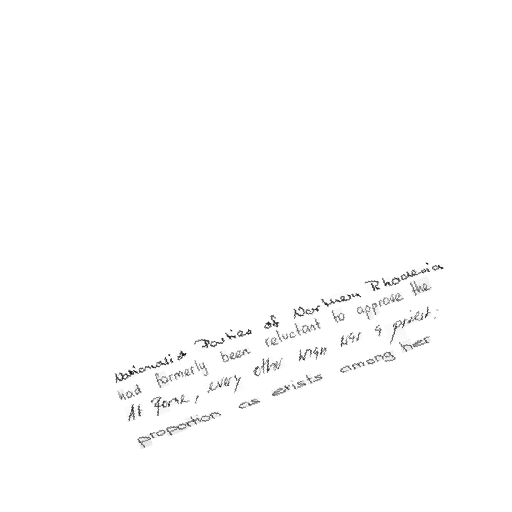 Nationalist Parties of Northern Rhodesia
had formerly been reluctant to approve the
At Rome, every other man was a priest.
proportion as exists among her